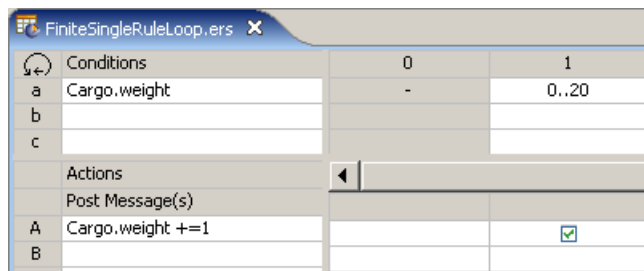 FiniteSingleRuleLoop.ers
Conditions 0 1
a Cargo.weight - 0..20
b
c
Actions
Post Message(s)
A Cargo.weight +=1
B